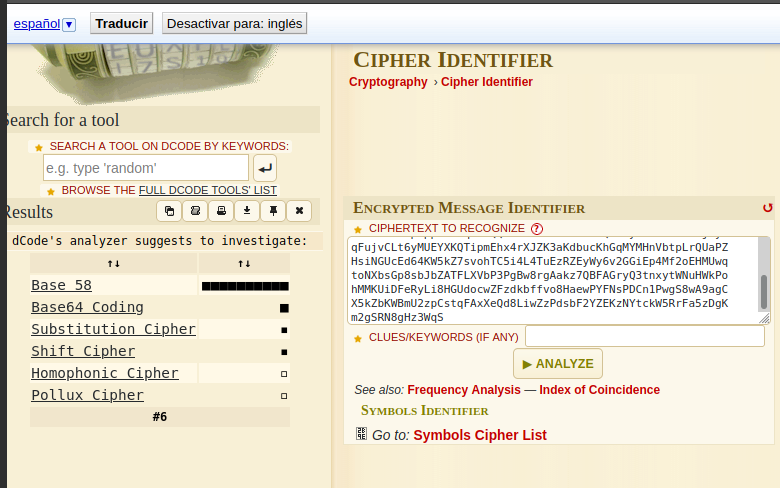 español ▼ Traducir Desactivar para: inglés
Search for a tool
SEARCH A TOOL ON DCODE BY KEYWORDS:
e.g. type 'random'
BROWSE THE FULL DCODE TOOLS' LIST
Results
dCode's analyzer suggests to investigate:
↑↓ ↑↓
Base 58 ■■■■■■■■■■
Base64 Coding ■
Substitution Cipher ▪
Shift Cipher ▪
Homophonic Cipher ▫
Pollux Cipher ▫
#6
CIPHER IDENTIFIER
Cryptography › Cipher Identifier
ENCRYPTED MESSAGE IDENTIFIER
CIPHERTEXT TO RECOGNIZE ?
qFujvCLt6yMUEYXKQTipmEhx4rXJZK3aKdbucKhGqMYMHnVbtpLrQUaPZ
HsiNGUcEd64KW5kZ7svohTC5i4L4TuEzRZEyWy6v2GGiEp4Mf2oEHMUwq
toNXbsGp8sbJbZATFLXVbP3PgBw8rgAakz7QBFAGryQ3tnxytWNuHWkPo
hMMKUiDFeRyLi8HGUdocwZFzdkbffvo8HaewPYFNsPDCn1PwgS8wA9agC
X5kZbKWBmU2zpCstqFAxXeQd8LiwZzPdsbF2YZEKzNYtckW5RrFa5zDgK
m2gSRN8gHz3WqS
CLUES/KEYWORDS (IF ANY)
▶ ANALYZE
See also: Frequency Analysis — Index of Coincidence
SYMBOLS IDENTIFIER
Go to: Symbols Cipher List